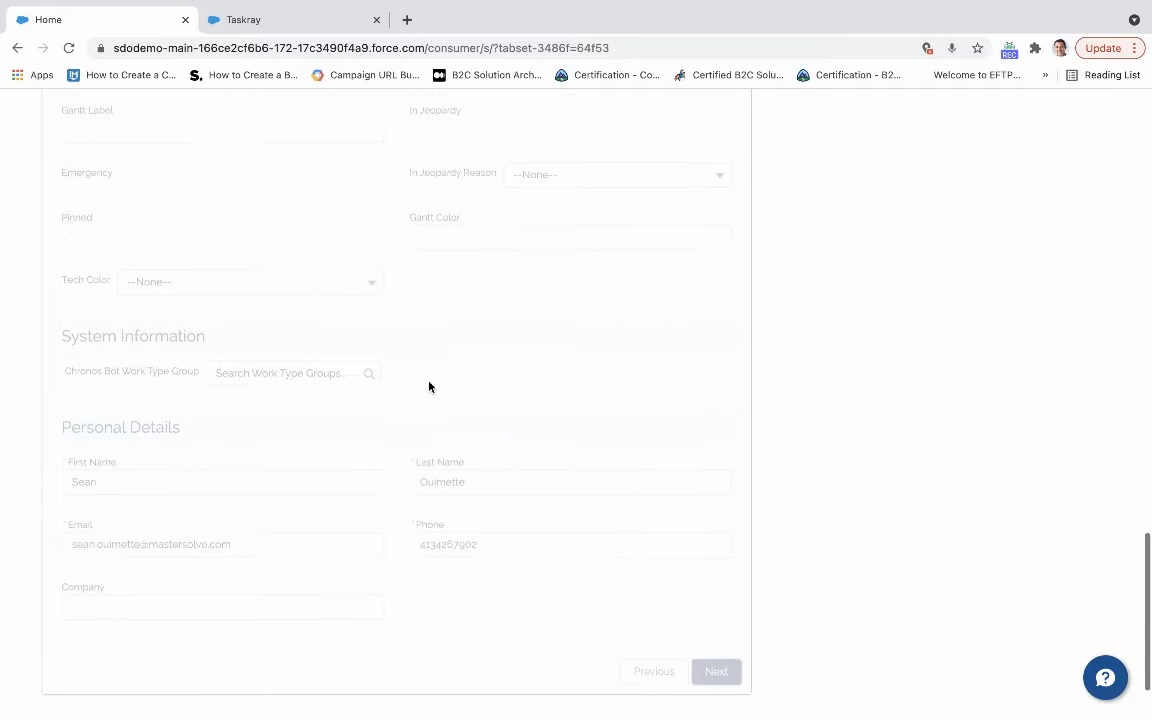 Home
Taskray
sdodemo-main-166ce2cf6b6-172-17c3490f4a9.force.com/consumer/s/?tabset-3486f=64f53
REC
Update
Apps
How to Create a C...
How to Create a B...
Campaign URL Bu...
B2C Solution Arch...
Certification - Co...
Certified B2C Solu...
Certification - B2...
Welcome to EFTP...
»
Reading List
Gantt Label
In Jeopardy
Emergency
In Jeopardy Reason
--None--
Pinned
Gantt Color
Tech Color
--None--
System Information
Chronos Bot Work Type Group
Search Work Type Groups...
Personal Details
*First Name
*Last Name
Sean
Ouimette
*Email
*Phone
sean.ouimette@mastersolve.com
4134267902
Company
Previous
Next